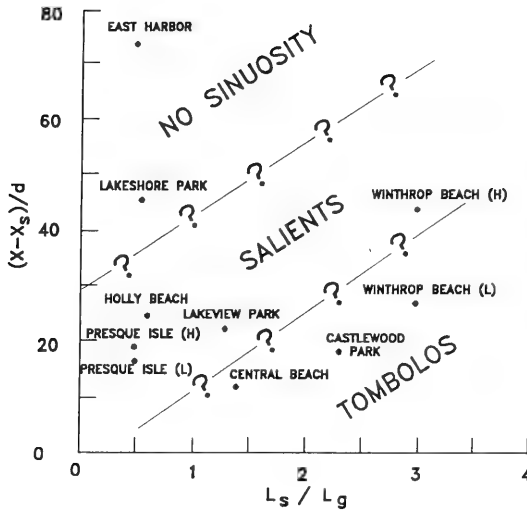 80
EAST HARBOR
NO SINUOSITY
?
60
?
?
(X-Xs)/d
LAKESHORE PARK
WINTHROP BEACH (H)
40
?
SALIENTS
?
?
HOLLY BEACH
LAKEVIEW PARK
?
WINTHROP BEACH (L)
PRESQUE ISLE (H)
20
?
CASTLEWOOD
PARK
PRESQUE ISLE (L)
?
CENTRAL BEACH
TOMBOLOS
0
0 1 2 3 4
Ls / Lg